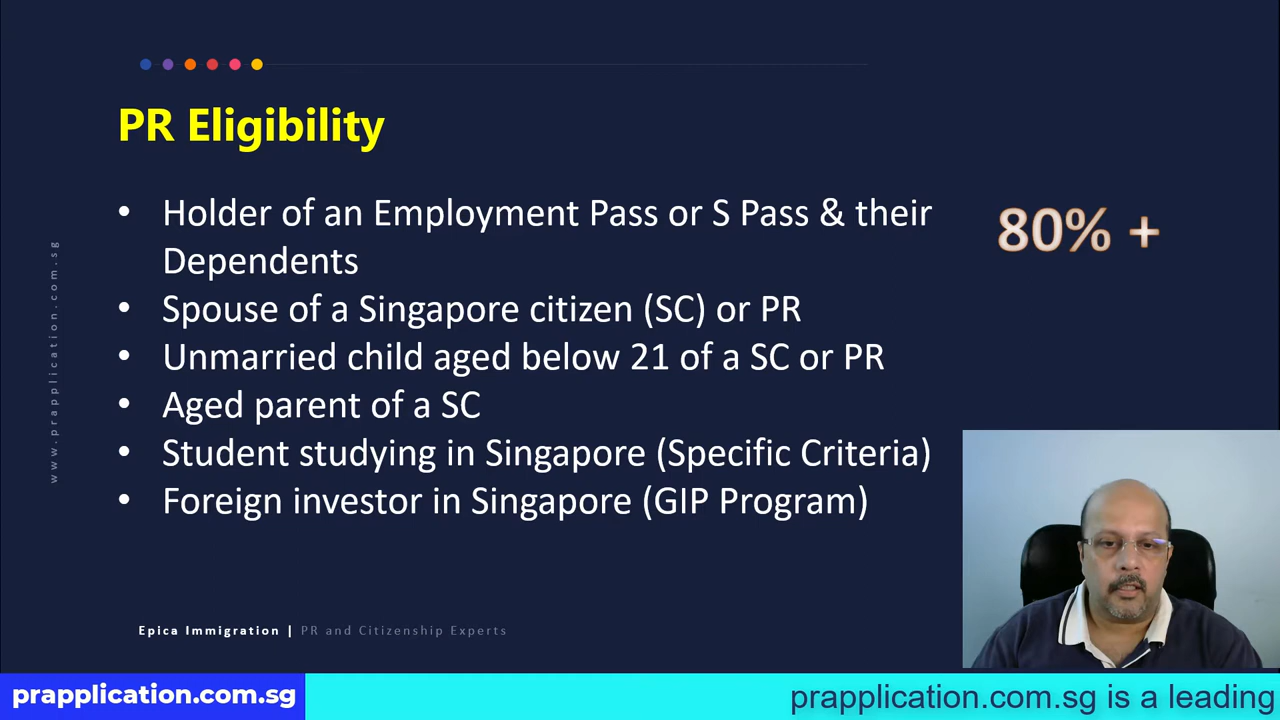 PR Eligibility
• Holder of an Employment Pass or S Pass & their
Dependents
80% +
• Spouse of a Singapore citizen (SC) or PR
• Unmarried child aged below 21 of a SC or PR
• Aged parent of a SC
• Student studying in Singapore (Specific Criteria)
• Foreign investor in Singapore (GIP Program)
www.prapplication.com.sg
Epica Immigration | PR and Citizenship Experts
prapplication.com.sg
prapplication.com.sg is a leading